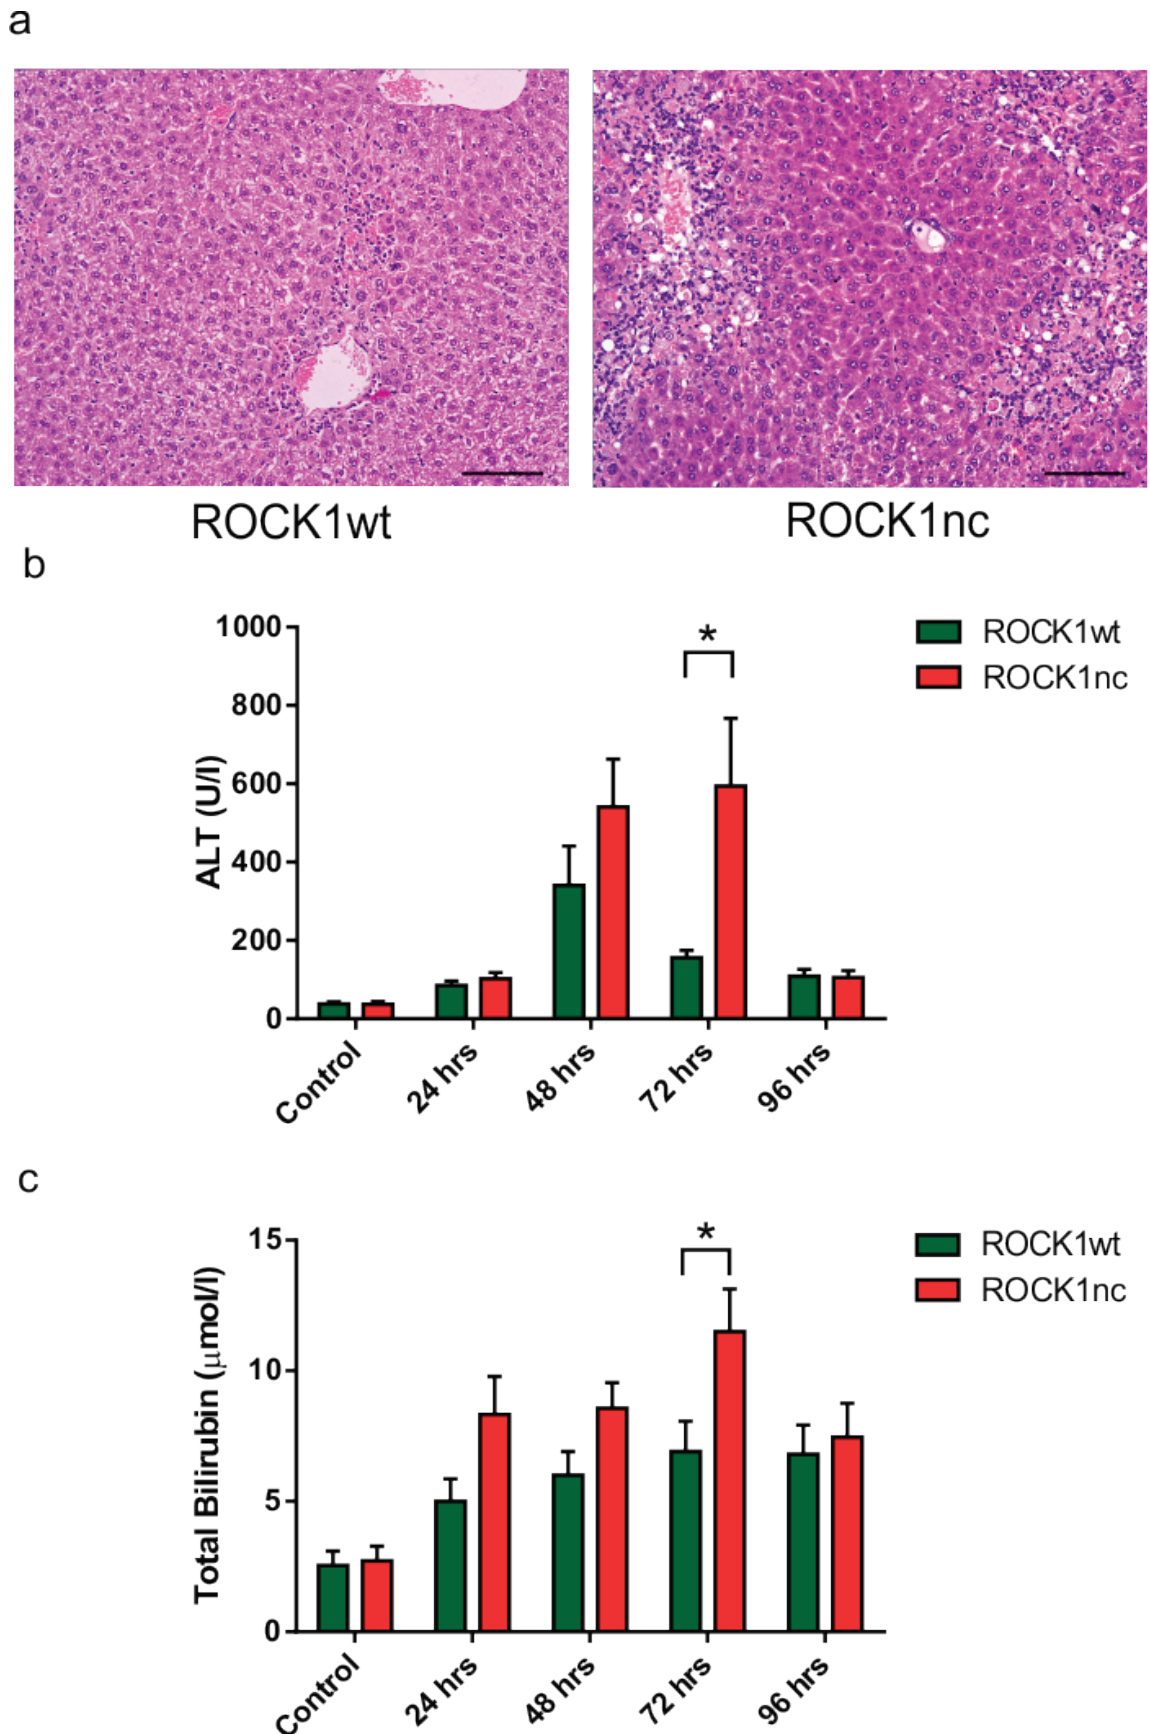 a
ROCK1wt
ROCK1nc
b
1000
800
600
400
200
0
ALT (U/l)
*
ROCK1wt
ROCK1nc
Control
24 hrs
48 hrs
72 hrs
96 hrs
c
15
10
5
0
Total Bilirubin (μmol/l)
*
ROCK1wt
ROCK1nc
Control
24 hrs
48 hrs
72 hrs
96 hrs